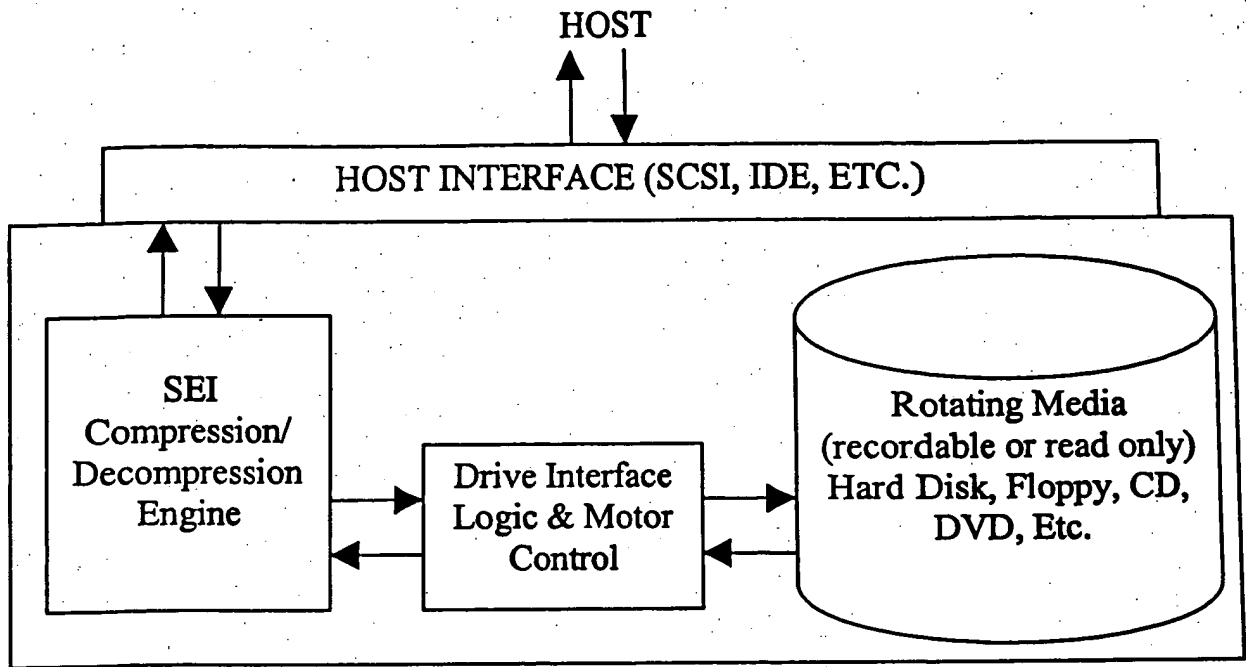 HOST
HOST INTERFACE (SCSI, IDE, ETC.)
SEI
Compression/
Decompression
Engine
Drive Interface
Logic & Motor
Control
Rotating Media
(recordable or read only)
Hard Disk, Floppy, CD,
DVD, Etc.